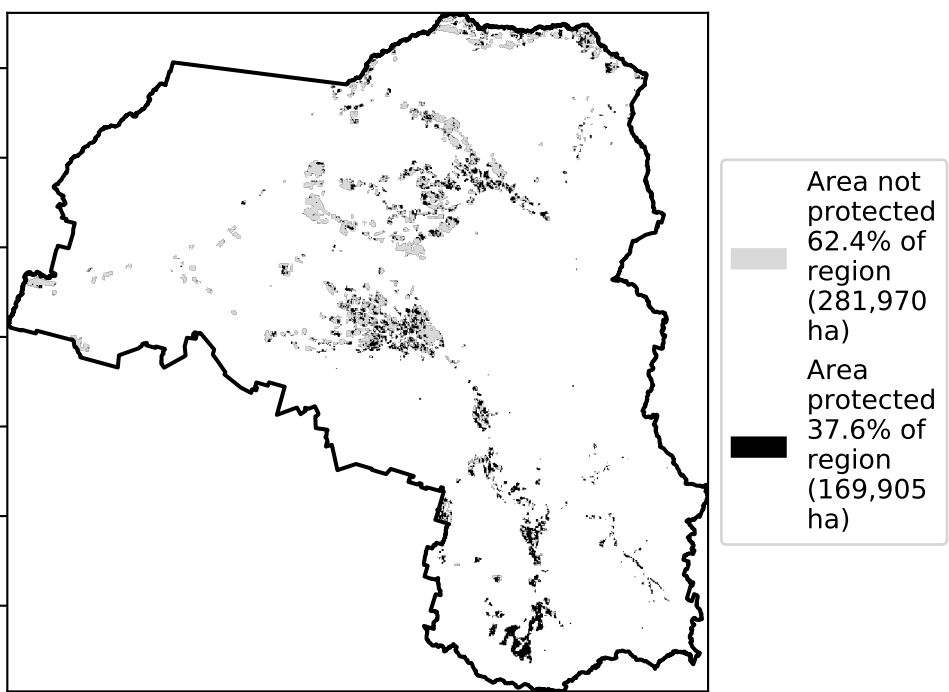 Area not
protected
62.4% of
region
(281,970
ha)
Area
protected
37.6% of
region
(169,905
ha)